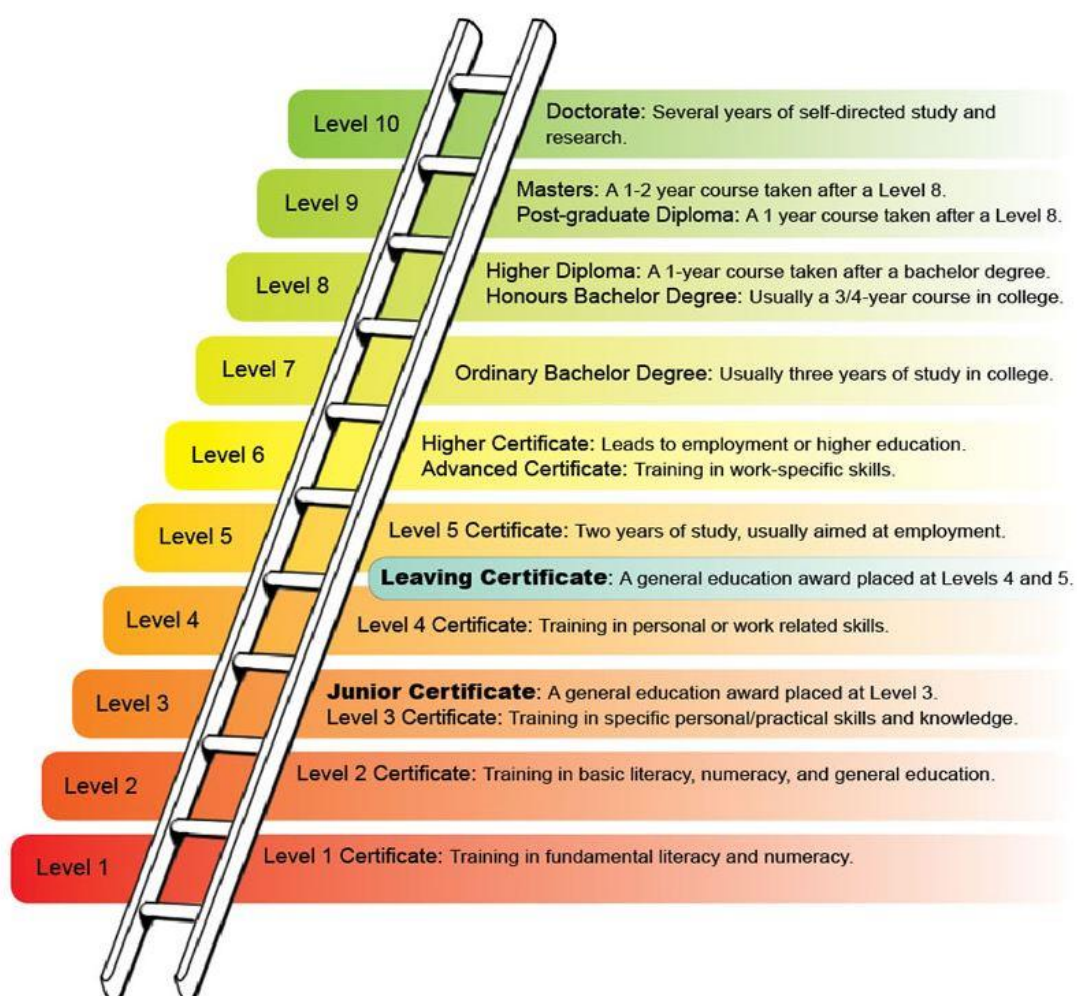 Level 10
Doctorate: Several years of self-directed study and
research.
Level 9
Masters: A 1-2 year course taken after a Level 8.
Post-graduate Diploma: A 1 year course taken after a Level 8.
Level 8
Higher Diploma: A 1-year course taken after a bachelor degree.
Honours Bachelor Degree: Usually a 3/4-year course in college.
Level 7
Ordinary Bachelor Degree: Usually three years of study in college.
Level 6
Higher Certificate: Leads to employment or higher education.
Advanced Certificate: Training in work-specific skills.
Level 5
Level 5 Certificate: Two years of study, usually aimed at employment.
Leaving Certificate: A general education award placed at Levels 4 and 5.
Level 4
Level 4 Certificate: Training in personal or work related skills.
Level 3
Junior Certificate: A general education award placed at Level 3.
Level 3 Certificate: Training in specific personal/practical skills and knowledge.
Level 2
Level 2 Certificate: Training in basic literacy, numeracy, and general education.
Level 1
Level 1 Certificate: Training in fundamental literacy and numeracy.